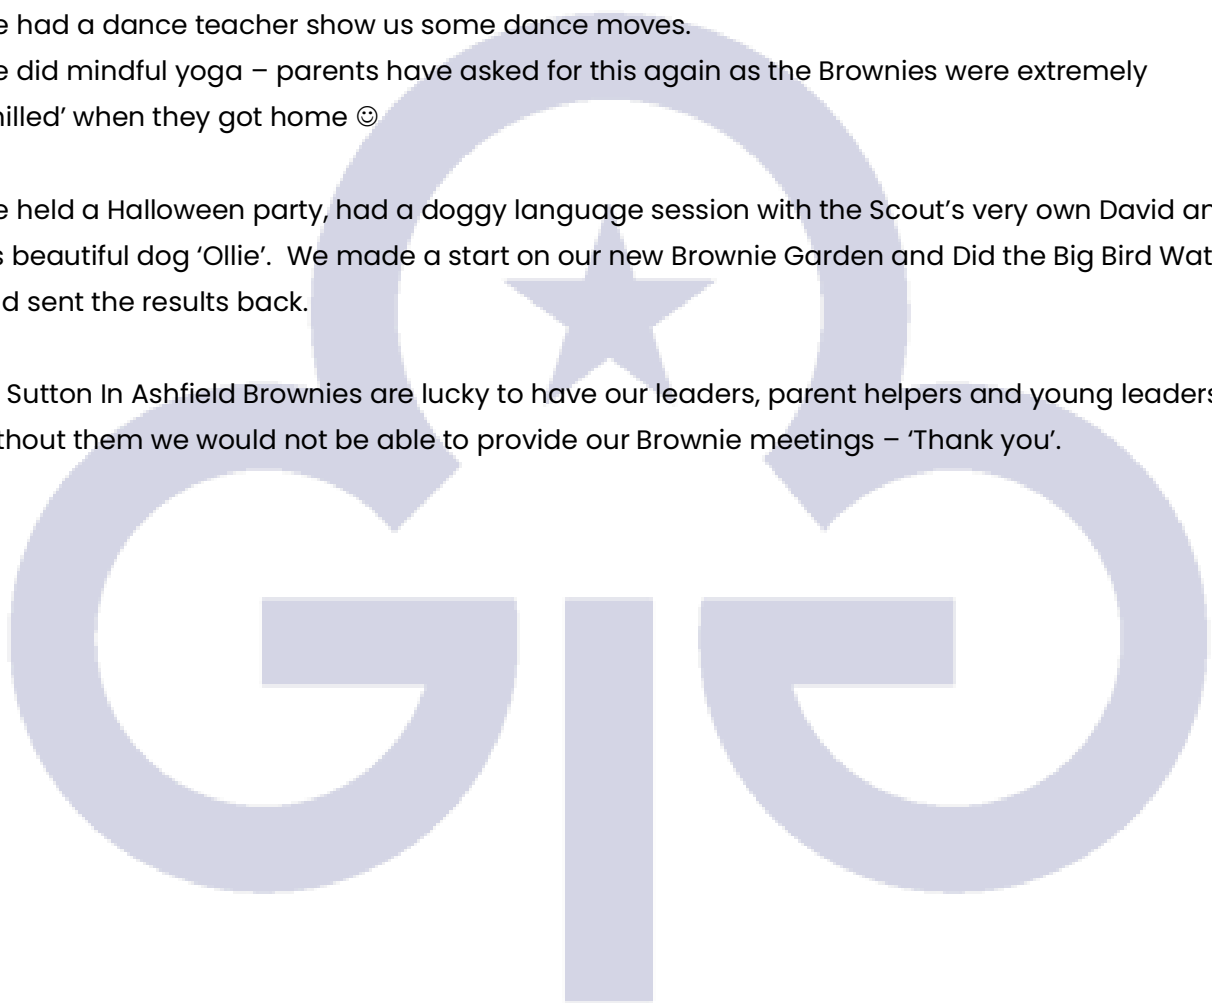 e had a dance teacher show us some dance moves.
e did mindful yoga – parents have asked for this again as the Brownies were extremely
hilled’ when they got home ☺
e held a Halloween party, had a doggy language session with the Scout’s very own David an
s beautiful dog ‘Ollie’.  We made a start on our new Brownie Garden and Did the Big Bird Wat
d sent the results back.
Sutton In Ashfield Brownies are lucky to have our leaders, parent helpers and young leaders
thout them we would not be able to provide our Brownie meetings – ‘Thank you’.